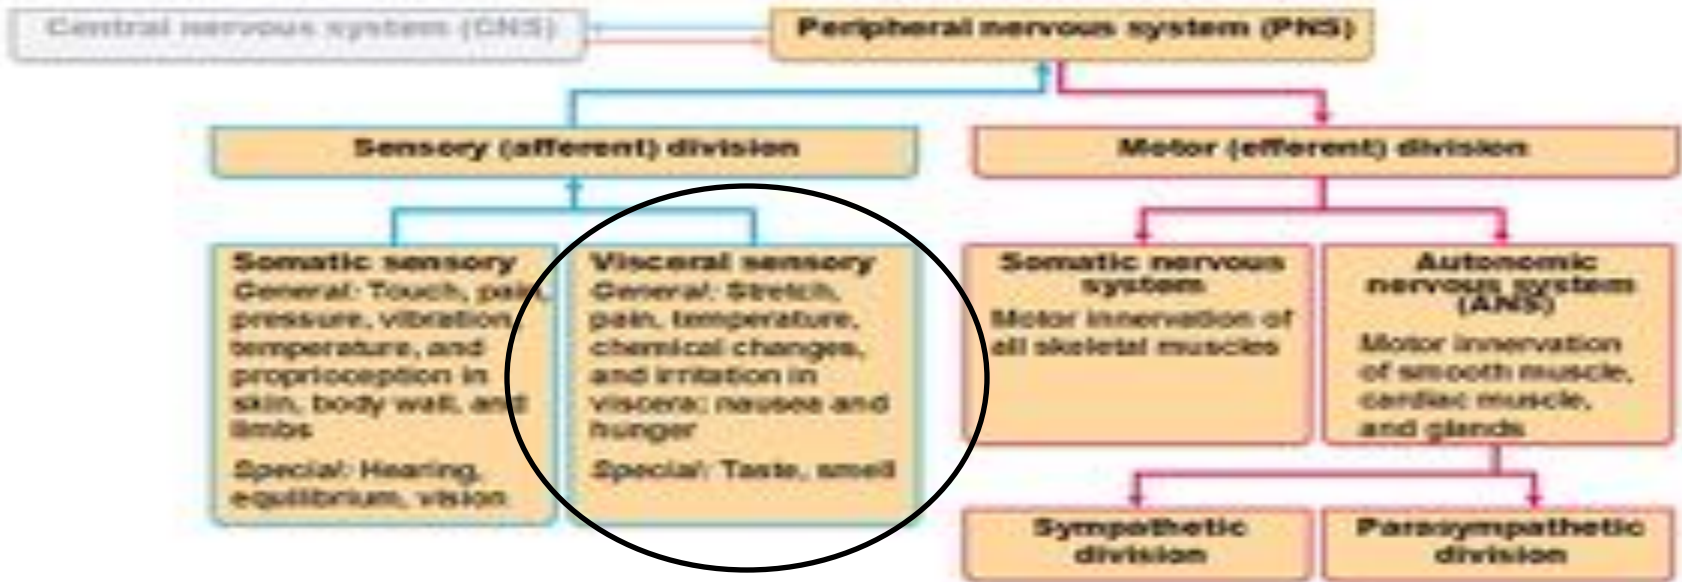 Central nervous system (CNS)
Peripheral nervous system (PNS)
Sensory (afferent) division
Motor (efferent) division
Somatic sensory
General: Touch, pain,
pressure, vibration,
temperature, and
proprioception in
skin, body wall, and
limbs
Special: Hearing,
equilibrium, vision
Visceral sensory
General: Stretch,
pain, temperature,
chemical changes,
and irritation in
viscera; nausea and
hunger
Special: Taste, smell
Somatic nervous
system
Motor innervation of
all skeletal muscles
Autonomic
nervous system
(ANS)
Motor innervation
of smooth muscle,
cardiac muscle,
and glands
Sympathetic
division
Parasympathetic
division